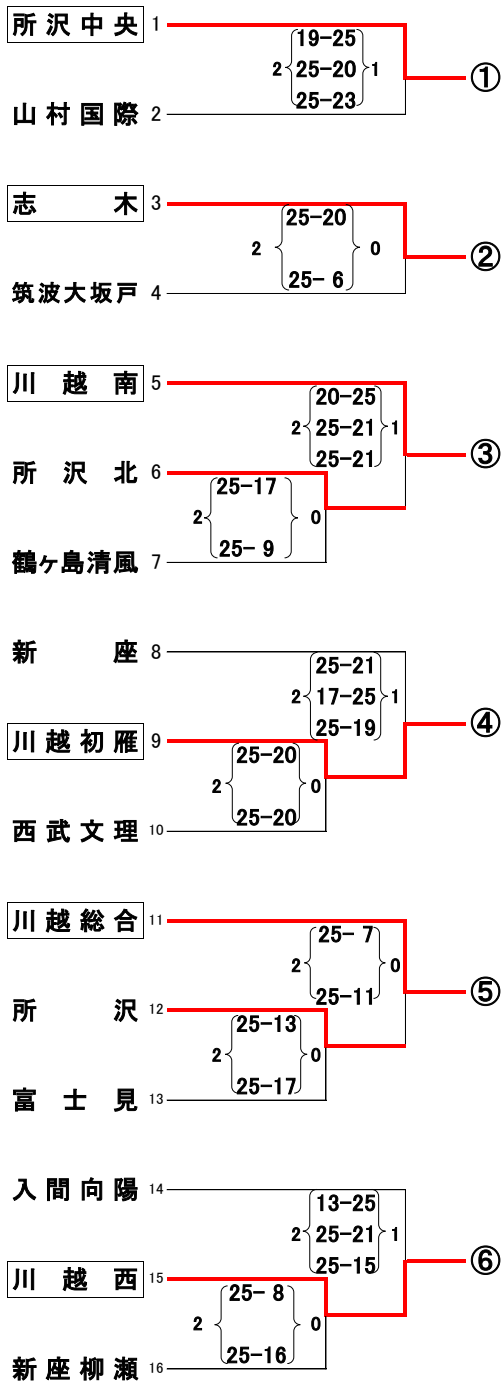 所沢中央 1
19-25
2 25-20 1
25-23
①
山村国際 2
志木 3
25-20
2 0
25- 6
②
筑波大坂戸 4
川越南 5
20-25
2 25-21 1
25-21
③
所沢北 6
25-17
2 0
25- 9
鶴ヶ島清風 7
新座 8
25-21
2 17-25 1
25-19
④
川越初雁 9
25-20
2 0
25-20
西武文理 10
川越総合 11
25- 7
2 0
25-11
⑤
所沢 12
25-13
2 0
25-17
富士見 13
入間向陽 14
13-25
2 25-21 1
25-15
⑥
川越西 15
25- 8
2 0
25-16
新座柳瀬 16